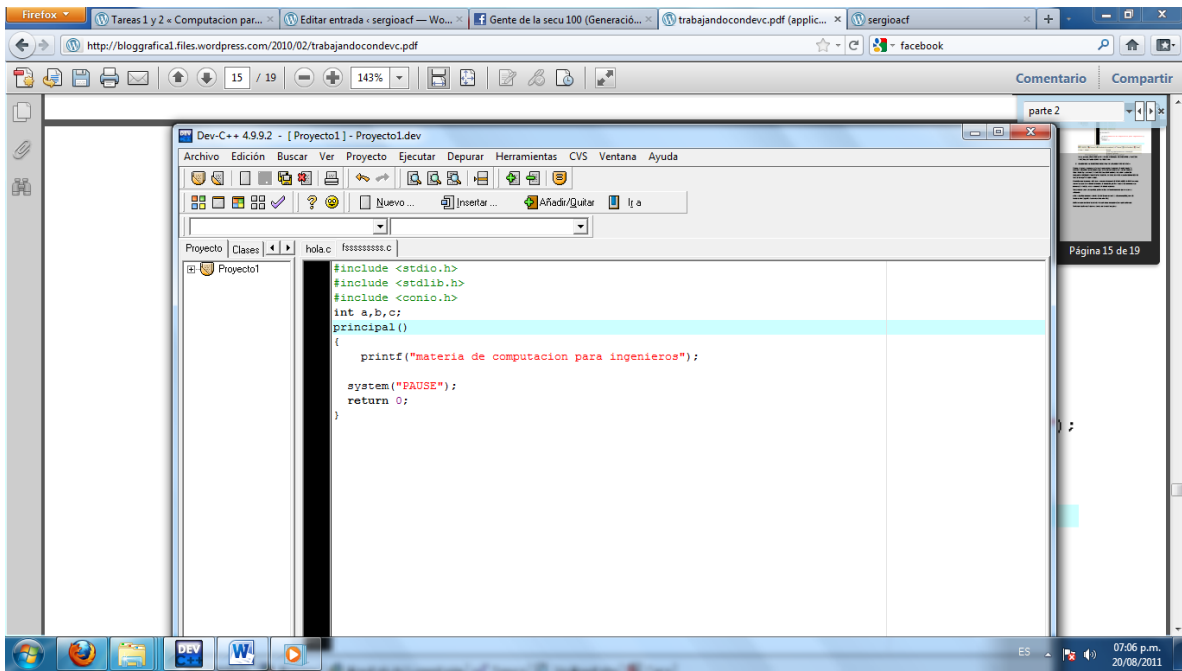 Firefox
Tareas 1 y 2 « Computacion par...
Editar entrada ‹ sergioacf — Wo...
Gente de la secu 100 (Generació...
trabajandocondevc.pdf (applic...
sergioacf
http://bloggrafica1.files.wordpress.com/2010/02/trabajandocondevc.pdf
facebook
15 / 19
143%
Comentario
Compartir
parte 2
Dev-C++ 4.9.9.2 - [ Proyecto1 ] - Proyecto1.dev
Archivo Edición Buscar Ver Proyecto Ejecutar Depurar Herramientas CVS Ventana Ayuda
Nuevo ...
Insertar ...
Añadir/Quitar
Ir a
Proyecto
Clases
hola.c
fsssssssss.c
Página 15 de 19
Proyecto1
#include <stdio.h>
#include <stdlib.h>
#include <conio.h>
int a,b,c;
principal()
{
printf("materia de computacion para ingenieros");
system("PAUSE");
return 0;
}
);
DEV
W
ES
07:06 p.m.
20/08/2011